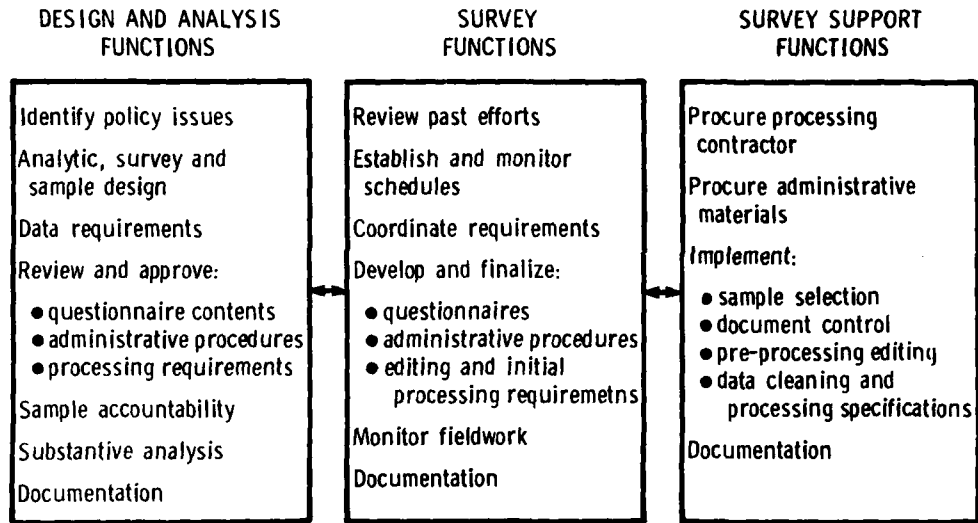 DESIGN AND ANALYSIS
FUNCTIONS
Identify policy issues
Analytic, survey and
sample design
Data requirements
Review and approve:
● questionnaire contents
● administrative procedures
● processing requirements
Sample accountability
Substantive analysis
Documentation
SURVEY
FUNCTIONS
Review past efforts
Establish and monitor
schedules
Coordinate requirements
Develop and finalize:
● questionnaires
● administrative procedures
● editing and initial
processing requiremetns
Monitor fieldwork
Documentation
SURVEY SUPPORT
FUNCTIONS
Procure processing
contractor
Procure administrative
materials
Implement:
● sample selection
● document control
● pre-processing editing
● data cleaning and
processing specifications
Documentation